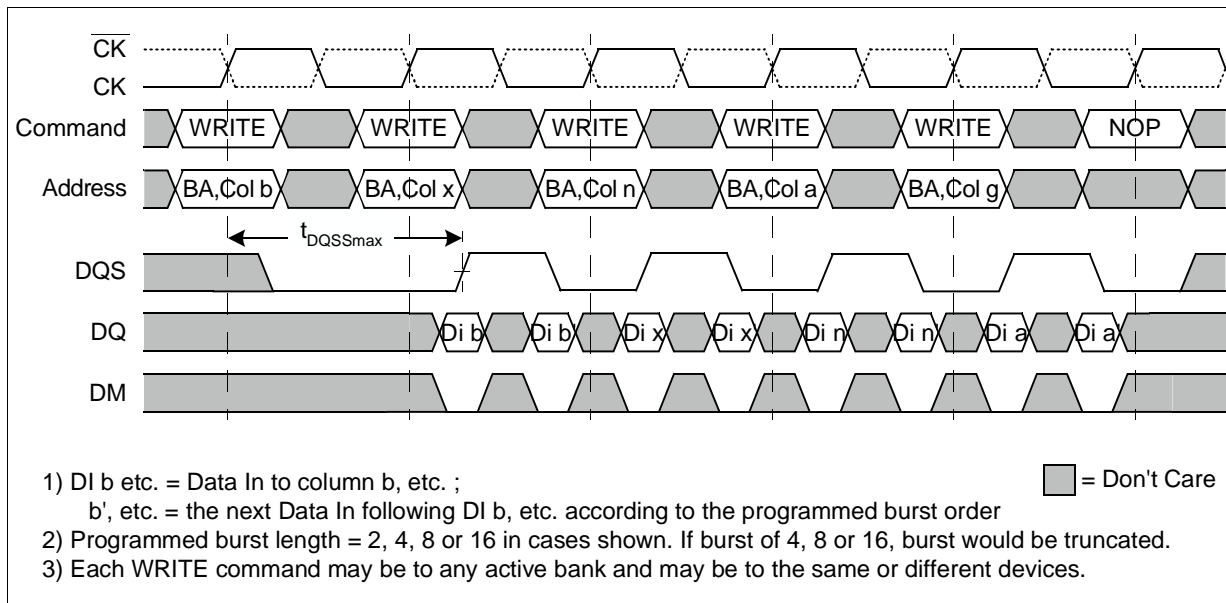 CK
CK
Command WRITE WRITE WRITE WRITE WRITE NOP
Address BA,Col b BA,Col x BA,Col n BA,Col a BA,Col g
tDQSSmax
DQS
DQ Di b Di b' Di x Di x Di n Di n Di a Di a
DM
1) DI b etc. = Data In to column b, etc. ;
b', etc. = the next Data In following DI b, etc. according to the programmed burst order
= Don't Care
2) Programmed burst length = 2, 4, 8 or 16 in cases shown. If burst of 4, 8 or 16, burst would be truncated.
3) Each WRITE command may be to any active bank and may be to the same or different devices.